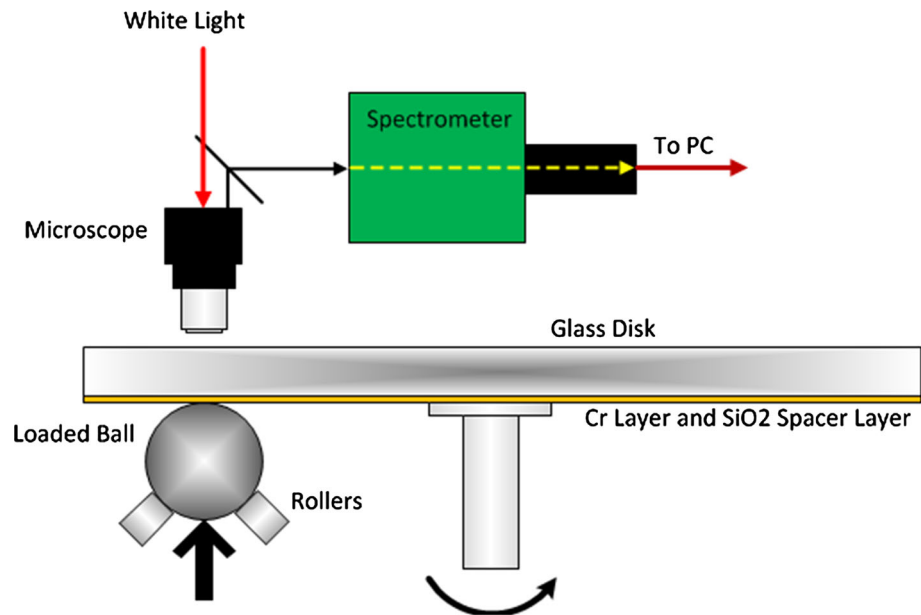 White Light
Spectrometer
To PC
Microscope
Glass Disk
Cr Layer and SiO2 Spacer Layer
Loaded Ball
Rollers